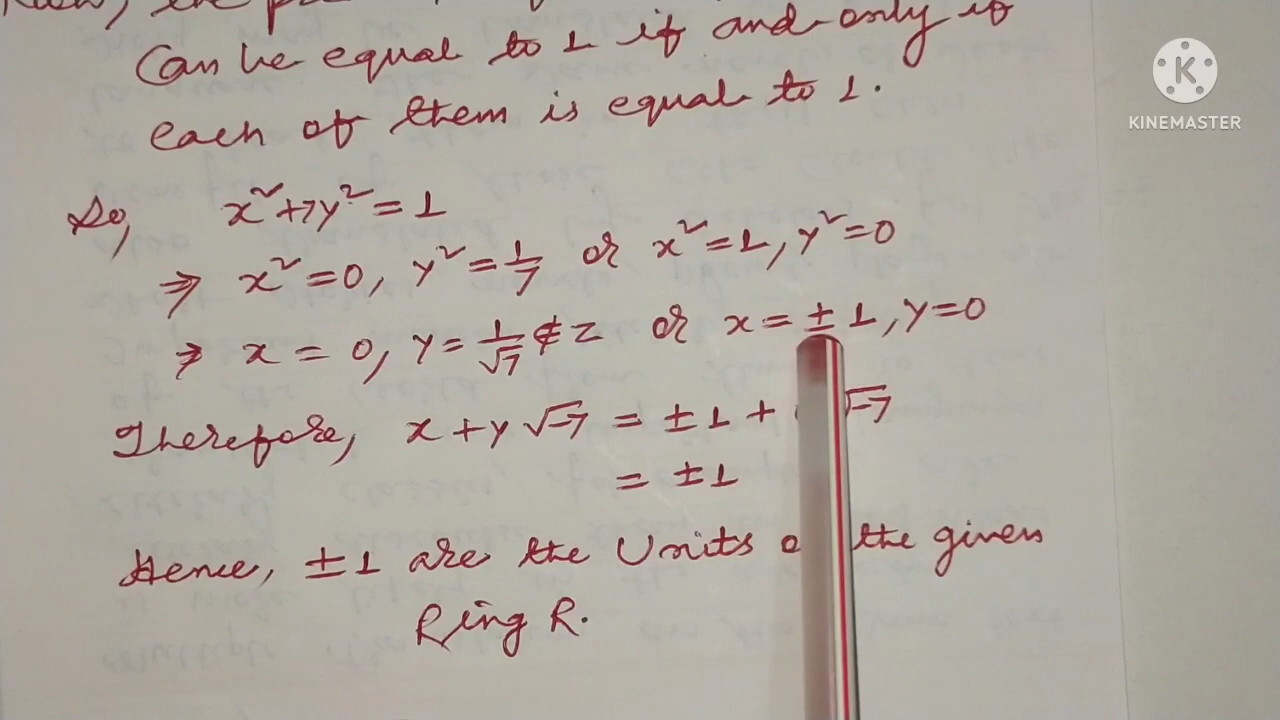 Can be equal to 1 if and only if
each of them is equal to 1.
KINEMASTER
So, x²+7y²=1
⇒ x²=0, y²=1/7 or x²=1, y²=0
⇒ x=0, y=1/√7 ∉ Z or x=±1, y=0
Therefore, x+y√-7 = ±1 + √-7
= ±1
Hence, ±1 are the Units the given
Ring R.